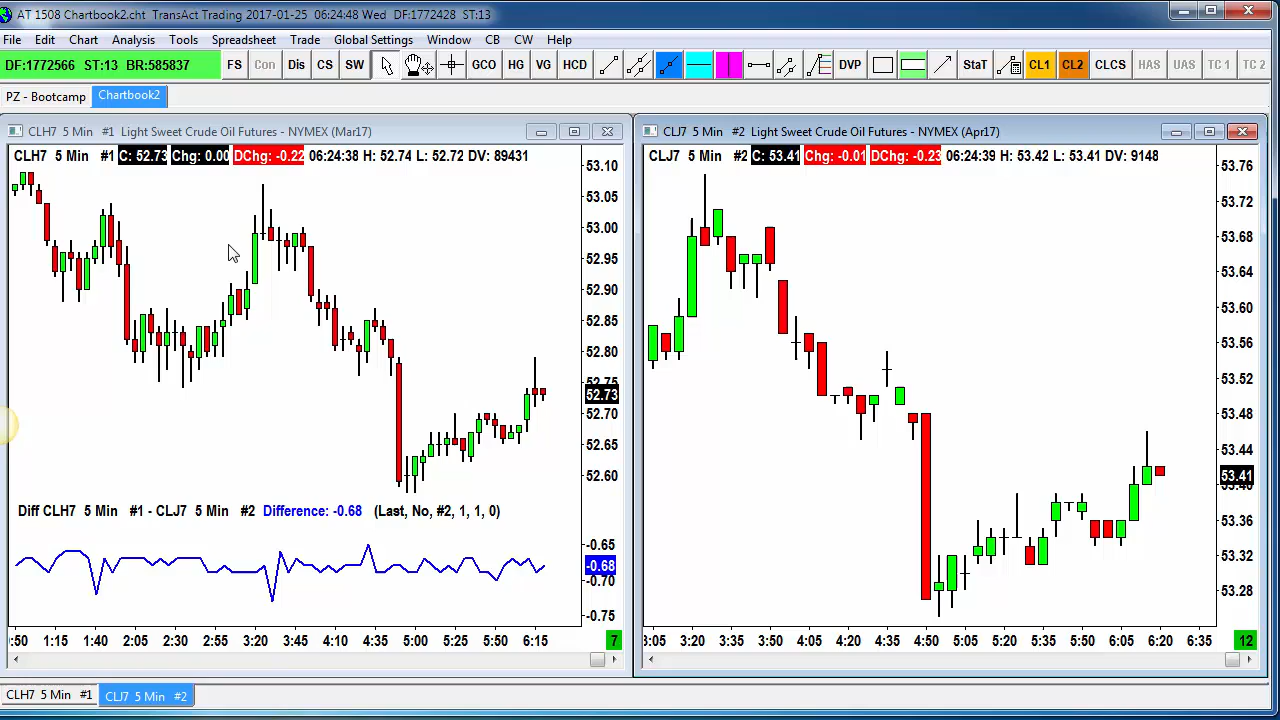 AT 1508 Chartbook2.cht TransAct Trading 2017-01-25 06:24:48 Wed DF:1772428 ST:13
File Edit Chart Analysis Tools Spreadsheet Trade Global Settings Window CB CW Help
DF:1772566 ST:13 BR:585837 FS Con Dis CS SW GCO HG VG HCD DVP StaT CL1 CL2 CLCS HAS UAS TC 1 TC 2
PZ - Bootcamp Chartbook2
CLH7 5 Min #1 Light Sweet Crude Oil Futures - NYMEX (Mar17)
CLH7 5 Min #1 C: 52.73 Chg: 0.00 DChg: -0.22 06:24:38 H: 52.74 L: 52.72 DV: 89431
53.10
53.05
53.00
52.95
52.90
52.85
52.80
52.75
52.73
52.70
52.65
52.60
Diff CLH7 5 Min #1 - CLJ7 5 Min #2 Difference: -0.68 (Last, No, #2, 1, 1, 0)
-0.65
-0.68
-0.70
-0.75
:50 1:15 1:40 2:05 2:30 2:55 3:20 3:45 4:10 4:35 5:00 5:25 5:50 6:15 7
CLJ7 5 Min #2 Light Sweet Crude Oil Futures - NYMEX (Apr17)
CLJ7 5 Min #2 C: 53.41 Chg: -0.01 DChg: -0.23 06:24:39 H: 53.42 L: 53.41 DV: 9148
53.76
53.72
53.68
53.64
53.60
53.56
53.52
53.48
53.44
53.41
53.40
53.36
53.32
53.28
3:05 3:20 3:35 3:50 4:05 4:20 4:35 4:50 5:05 5:20 5:35 5:50 6:05 6:20 6:35 12
CLH7 5 Min #1 CLJ7 5 Min #2